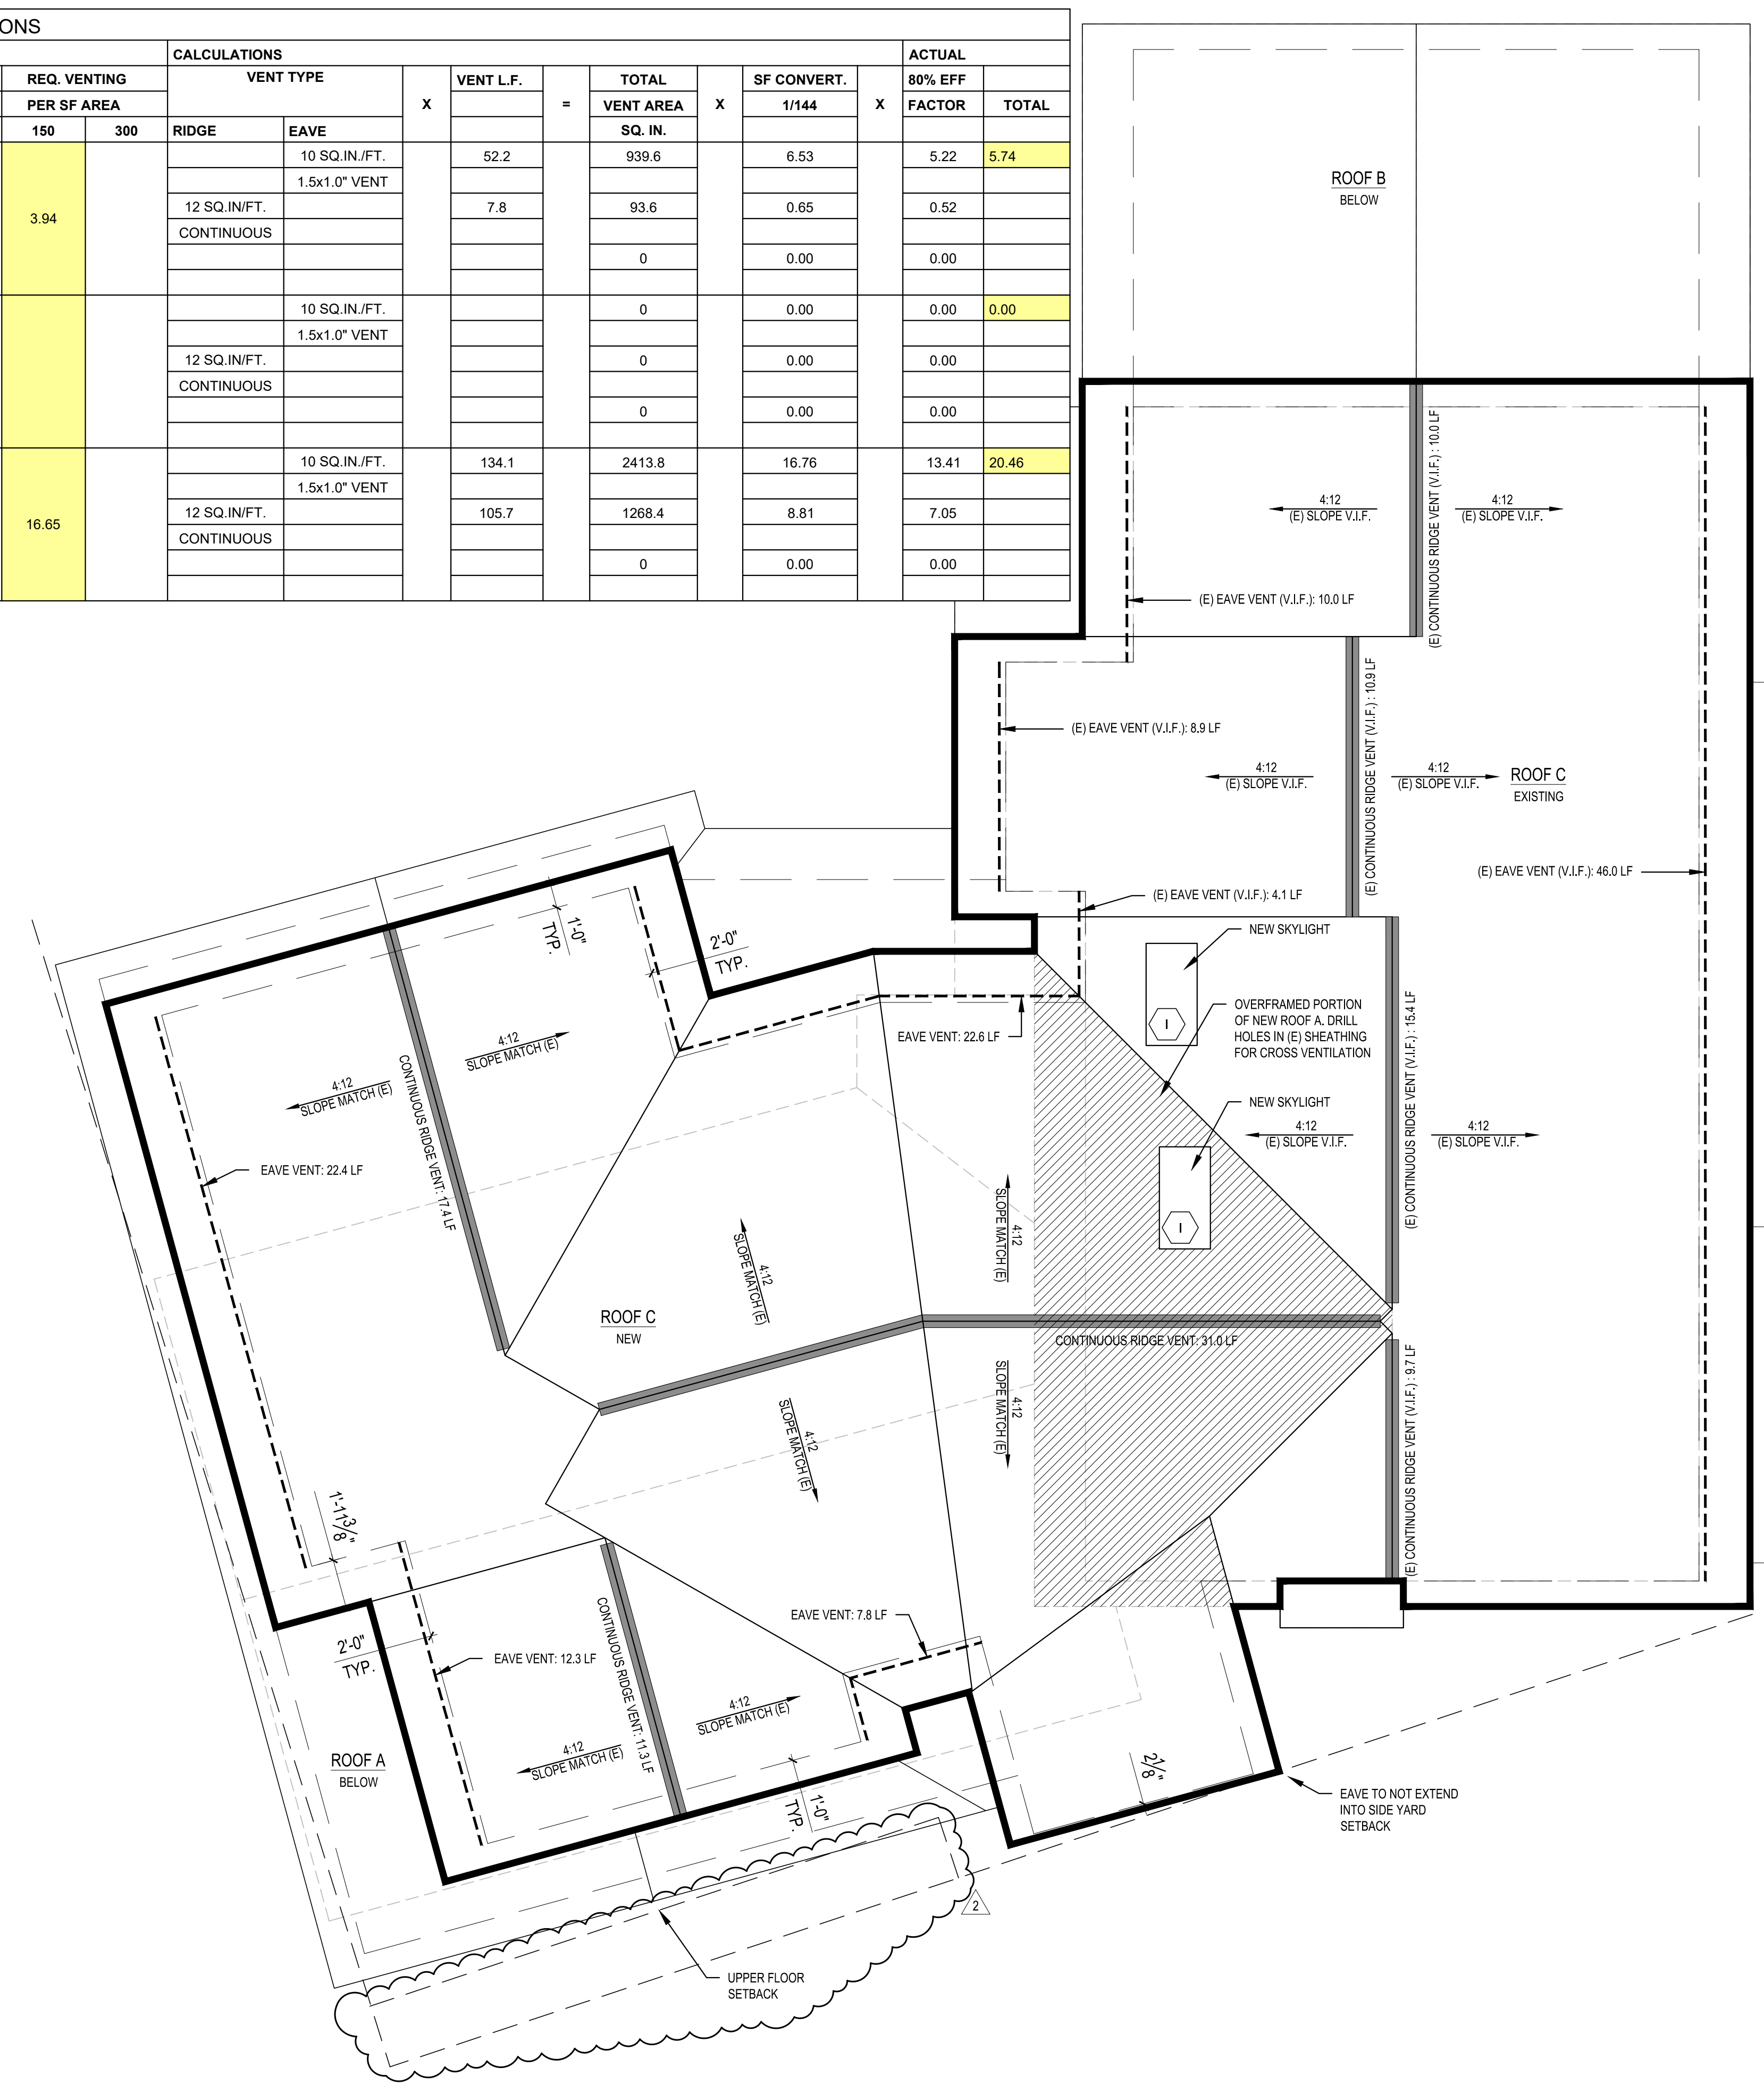 ONS
CALCULATIONS ACTUAL
REQ. VENTING VENT TYPE X VENT L.F. = TOTAL X SF CONVERT. X 80% EFF
PER SF AREA VENT AREA 1/144 FACTOR TOTAL
150 300 RIDGE EAVE SQ. IN.
3.94
10 SQ.IN./FT. 52.2 939.6 6.53 5.22 5.74
1.5x1.0" VENT
12 SQ.IN/FT. 7.8 93.6 0.65 0.52
CONTINUOUS
0 0.00 0.00
10 SQ.IN./FT. 0 0.00 0.00 0.00
1.5x1.0" VENT
12 SQ.IN/FT. 0 0.00 0.00
CONTINUOUS
0 0.00 0.00
16.65
10 SQ.IN./FT. 134.1 2413.8 16.76 13.41 20.46
1.5x1.0" VENT
12 SQ.IN/FT. 105.7 1268.4 8.81 7.05
CONTINUOUS
0 0.00 0.00
ROOF B
BELOW
(E) CONTINUOUS RIDGE VENT (V.I.F.) : 10.0 LF
4:12
(E) SLOPE V.I.F.
4:12
(E) SLOPE V.I.F.
(E) EAVE VENT (V.I.F.): 10.0 LF
(E) CONTINUOUS RIDGE VENT (V.I.F.) : 10.9 LF
(E) EAVE VENT (V.I.F.): 8.9 LF
4:12
(E) SLOPE V.I.F.
4:12
(E) SLOPE V.I.F.
ROOF C
EXISTING
(E) EAVE VENT (V.I.F.): 46.0 LF
(E) EAVE VENT (V.I.F.): 4.1 LF
NEW SKYLIGHT
I
OVERFRAMED PORTION
OF NEW ROOF A. DRILL
HOLES IN (E) SHEATHING
FOR CROSS VENTILATION
(E) CONTINUOUS RIDGE VENT (V.I.F.) : 15.4 LF
NEW SKYLIGHT
I
4:12
(E) SLOPE V.I.F.
4:12
(E) SLOPE V.I.F.
1'-0"
TYP.
2'-0"
TYP.
EAVE VENT: 22.6 LF
4:12
SLOPE MATCH (E)
4:12
SLOPE MATCH (E)
CONTINUOUS RIDGE VENT: 17.4 LF
EAVE VENT: 22.4 LF
4:12
SLOPE MATCH (E)
4:12
SLOPE MATCH (E)
ROOF C
NEW
CONTINUOUS RIDGE VENT: 31.0 LF
4:12
SLOPE MATCH (E)
4:12
SLOPE MATCH (E)
(E) CONTINUOUS RIDGE VENT (V.I.F.) : 9.7 LF
1'-11 3/8"
2'-0"
TYP.
EAVE VENT: 12.3 LF
CONTINUOUS RIDGE VENT: 11.3 LF
EAVE VENT: 7.8 LF
4:12
SLOPE MATCH (E)
4:12
SLOPE MATCH (E)
ROOF A
BELOW
1'-0"
TYP.
2 1/8"
EAVE TO NOT EXTEND
INTO SIDE YARD
SETBACK
2
UPPER FLOOR
SETBACK